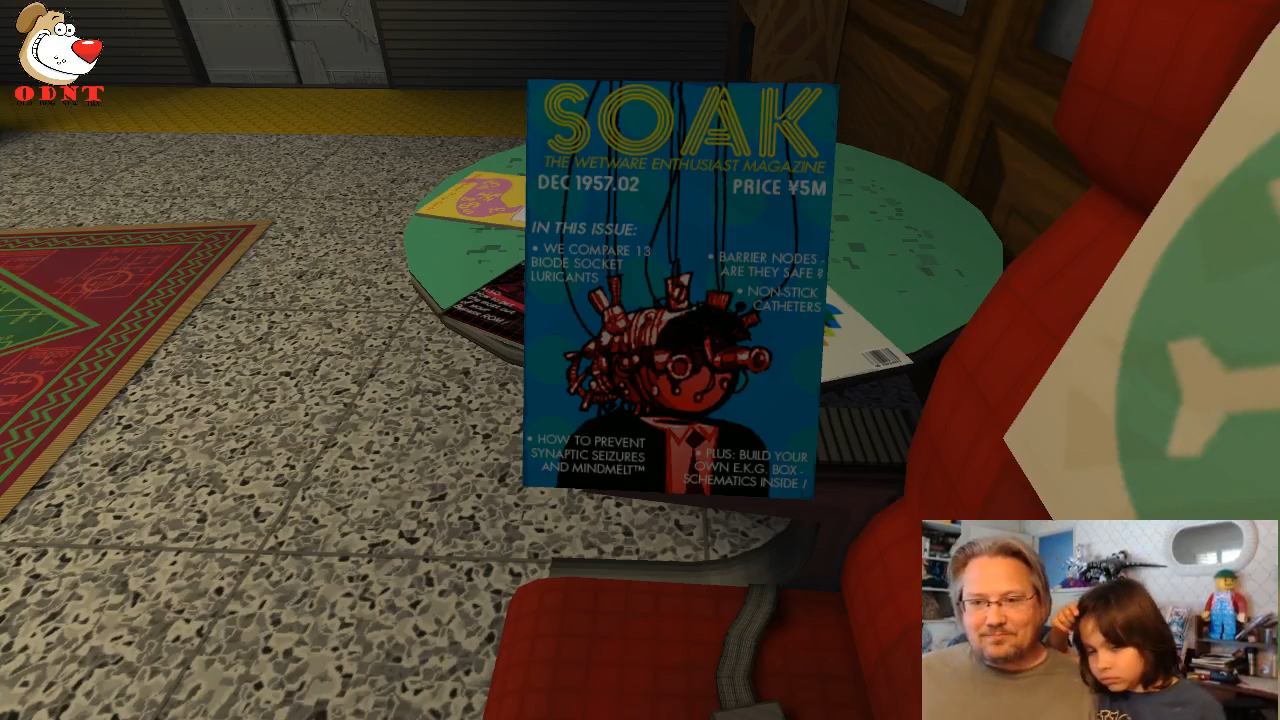 ODNT
SOAK
THE WETWARE ENTHUSIAST MAGAZINE
DEC 1957.02
PRICE ¥5M
IN THIS ISSUE:
• WE COMPARE 13
BIODE SOCKET
LURICANTS
• BARRIER NODES -
ARE THEY SAFE ?
• NON-STICK
CATHETERS
• HOW TO PREVENT
SYNAPTIC SEIZURES
AND MINDMELT™
• PLUS: BUILD YOUR
OWN E.K.G. BOX -
SCHEMATICS INSIDE !